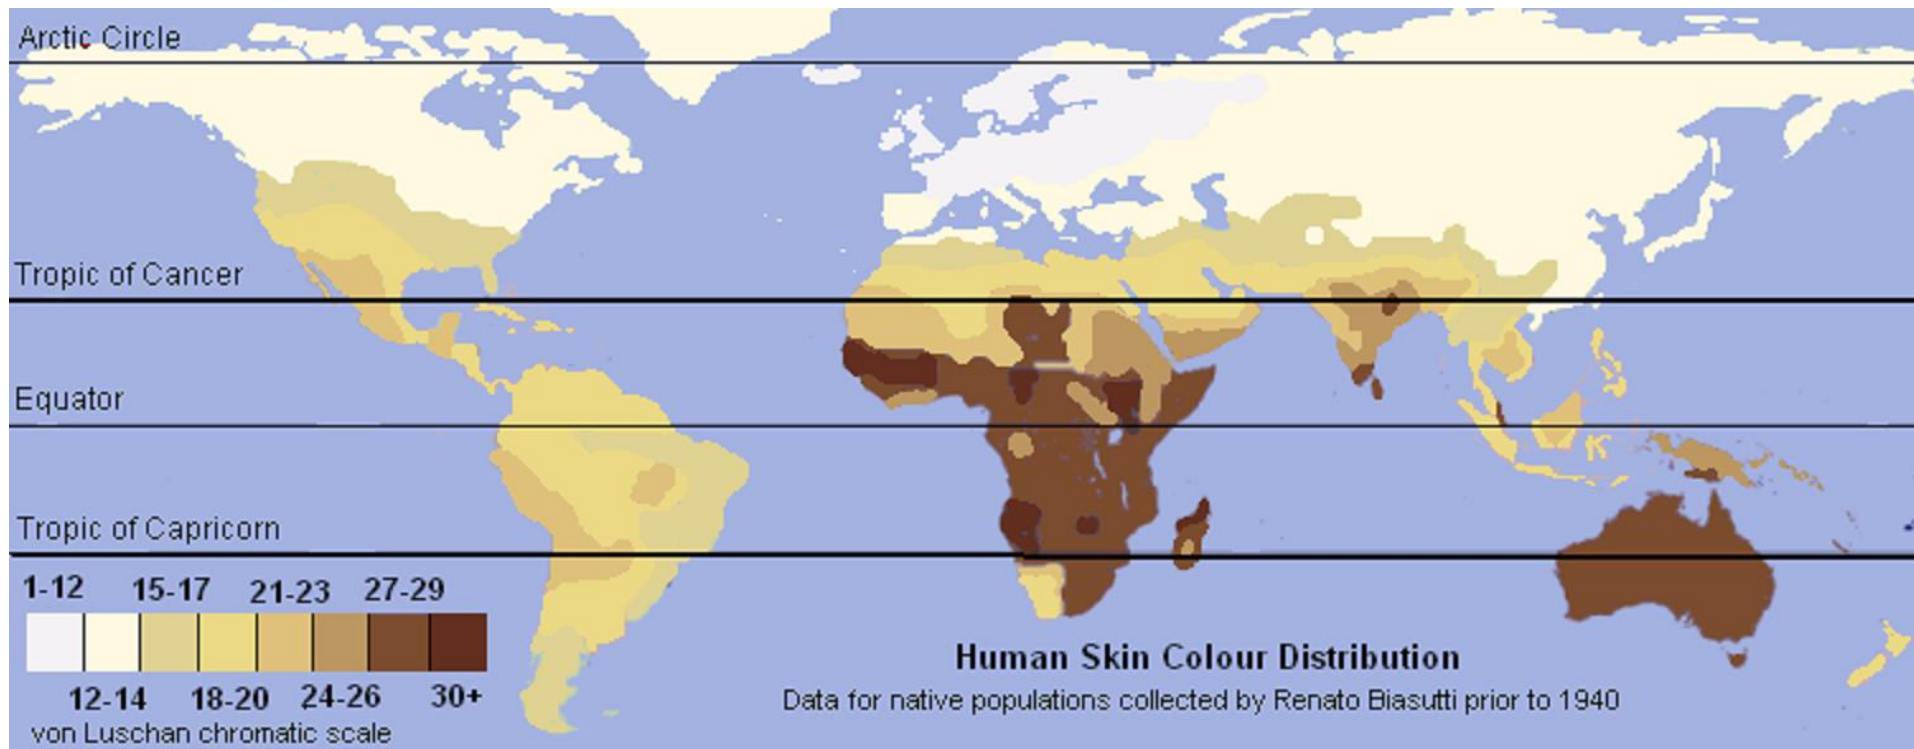 Arctic Circle
Tropic of Cancer
Equator
Tropic of Capricorn
1-12 15-17 21-23 27-29
12-14 18-20 24-26 30+
von Luschan chromatic scale
Human Skin Colour Distribution
Data for native populations collected by Renato Biasutti prior to 1940